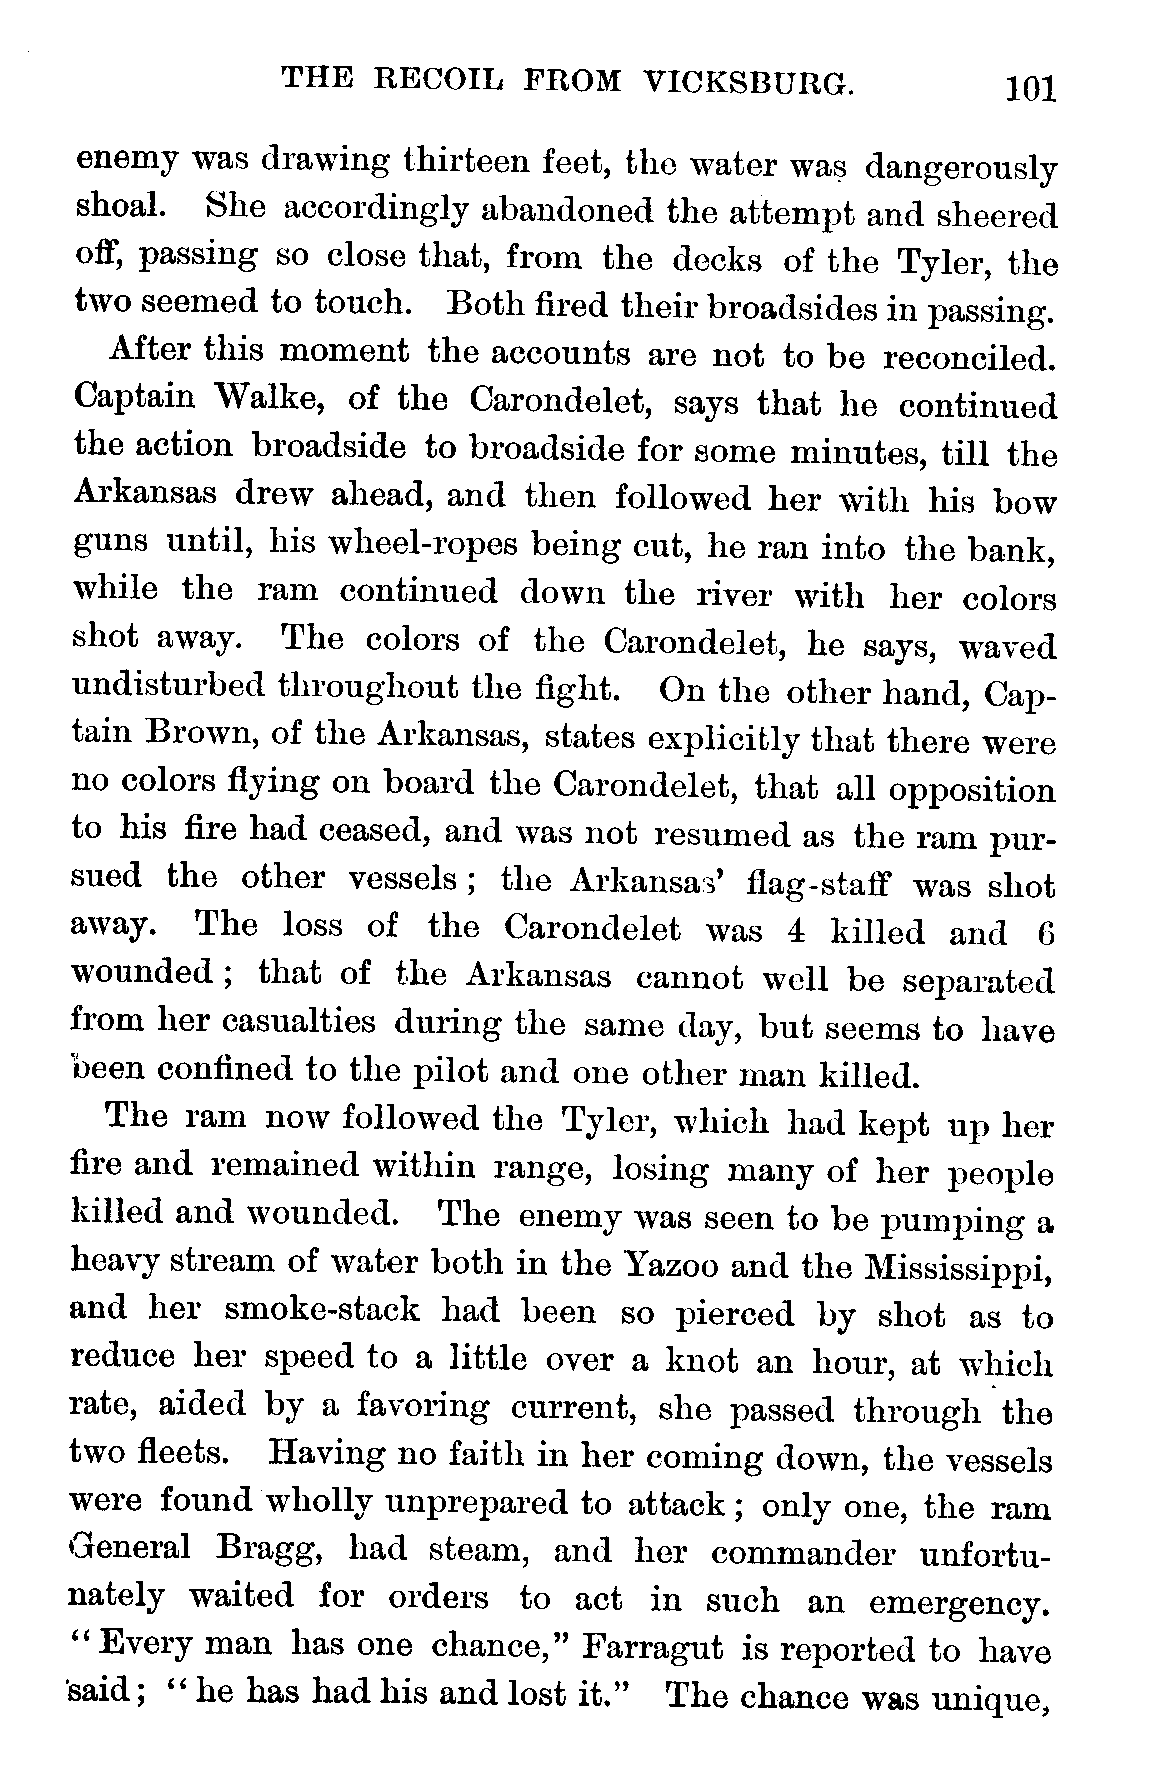 THE RECOIL FROM VICKSBURG. 101
enemy was drawing thirteen feet, the water was dangerously
shoal. She accordingly abandoned the attempt and sheered
off, passing so close that, from the decks of the Tyler, the
two seemed to touch. Both fired their broadsides in passing.
After this moment the accounts are not to be reconciled.
Captain Walke, of the Carondelet, says that he continued
the action broadside to broadside for some minutes, till the
Arkansas drew ahead, and then followed her with his bow
guns until, his wheel-ropes being cut, he ran into the bank,
while the ram continued down the river with her colors
shot away. The colors of the Carondelet, he says, waved
undisturbed throughout the fight. On the other hand, Cap-
tain Brown, of the Arkansas, states explicitly that there were
no colors flying on board the Carondelet, that all opposition
to his fire had ceased, and was not resumed as the ram pur-
sued the other vessels; the Arkansas' flag-staff was shot
away. The loss of the Carondelet was 4 killed and 6
wounded; that of the Arkansas cannot well be separated
from her casualties during the same day, but seems to have
been confined to the pilot and one other man killed.
The ram now followed the Tyler, which had kept up her
fire and remained within range, losing many of her people
killed and wounded. The enemy was seen to be pumping a
heavy stream of water both in the Yazoo and the Mississippi,
and her smoke-stack had been so pierced by shot as to
reduce her speed to a little over a knot an hour, at which
rate, aided by a favoring current, she passed through the
two fleets. Having no faith in her coming down, the vessels
were found wholly unprepared to attack; only one, the ram
General Bragg, had steam, and her commander unfortu-
nately waited for orders to act in such an emergency.
"Every man has one chance," Farragut is reported to have
said; "he has had his and lost it." The chance was unique,